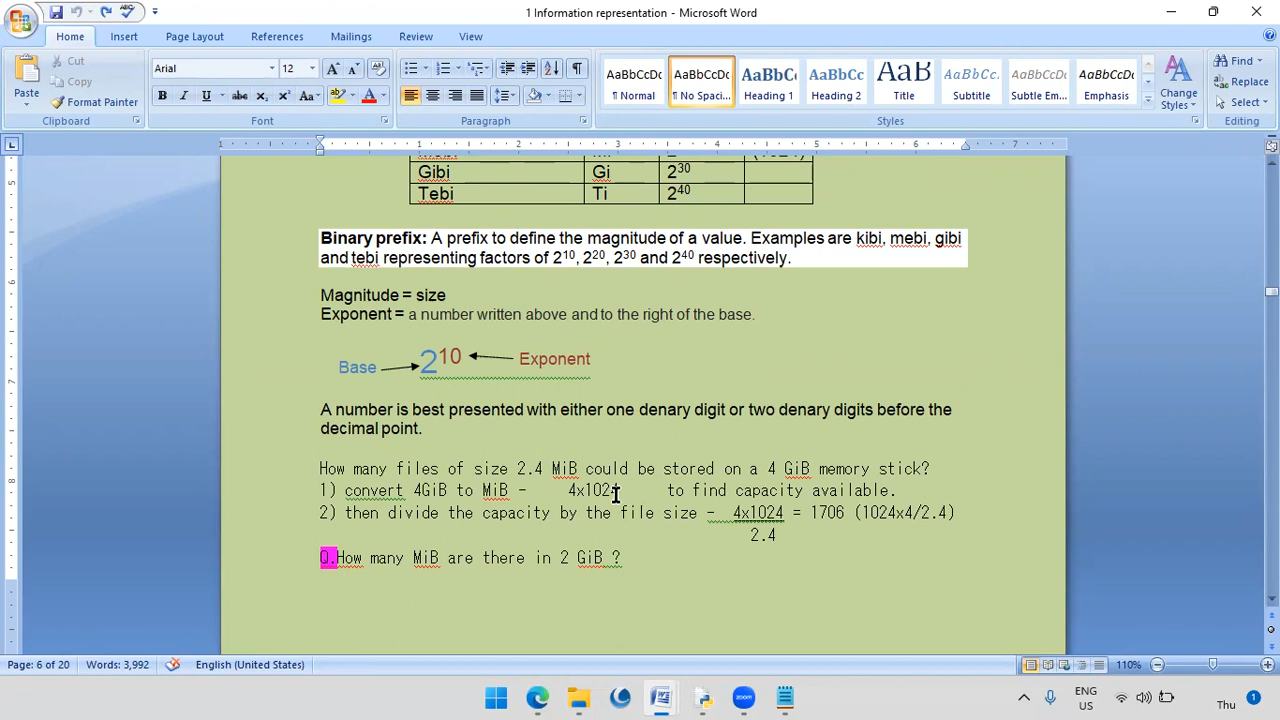 1 Information representation - Microsoft Word
Home Insert Page Layout References Mailings Review View
Paste
Cut
Copy
Format Painter
Clipboard
Arial 12
Font
Paragraph
AaBbCcDc AaBbCcDc AaBbCc AaBbCc AaB AaBbCc. AaBbCcDc AaBbCcDc
¶ Normal ¶ No Spaci... Heading 1 Heading 2 Title Subtitle Subtle Em... Emphasis
Change Styles
Styles
Find
Replace
Select
Editing
Gibi Gi 2³⁰
Tebi Ti 2⁴⁰
Binary prefix: A prefix to define the magnitude of a value. Examples are kibi, mebi, gibi
and tebi representing factors of 2¹⁰, 2²⁰, 2³⁰ and 2⁴⁰ respectively.
Magnitude = size
Exponent = a number written above and to the right of the base.
Base 2¹⁰ Exponent
A number is best presented with either one denary digit or two denary digits before the
decimal point.
How many files of size 2.4 MiB could be stored on a 4 GiB memory stick?
1) convert 4GiB to MiB - 4x1024 to find capacity available.
2) then divide the capacity by the file size - 4x1024 = 1706 (1024x4/2.4)
2.4
Q.How many MiB are there in 2 GiB ?
Page: 6 of 20 Words: 3,992 English (United States) 110%
zoom
ENG
US
Thu